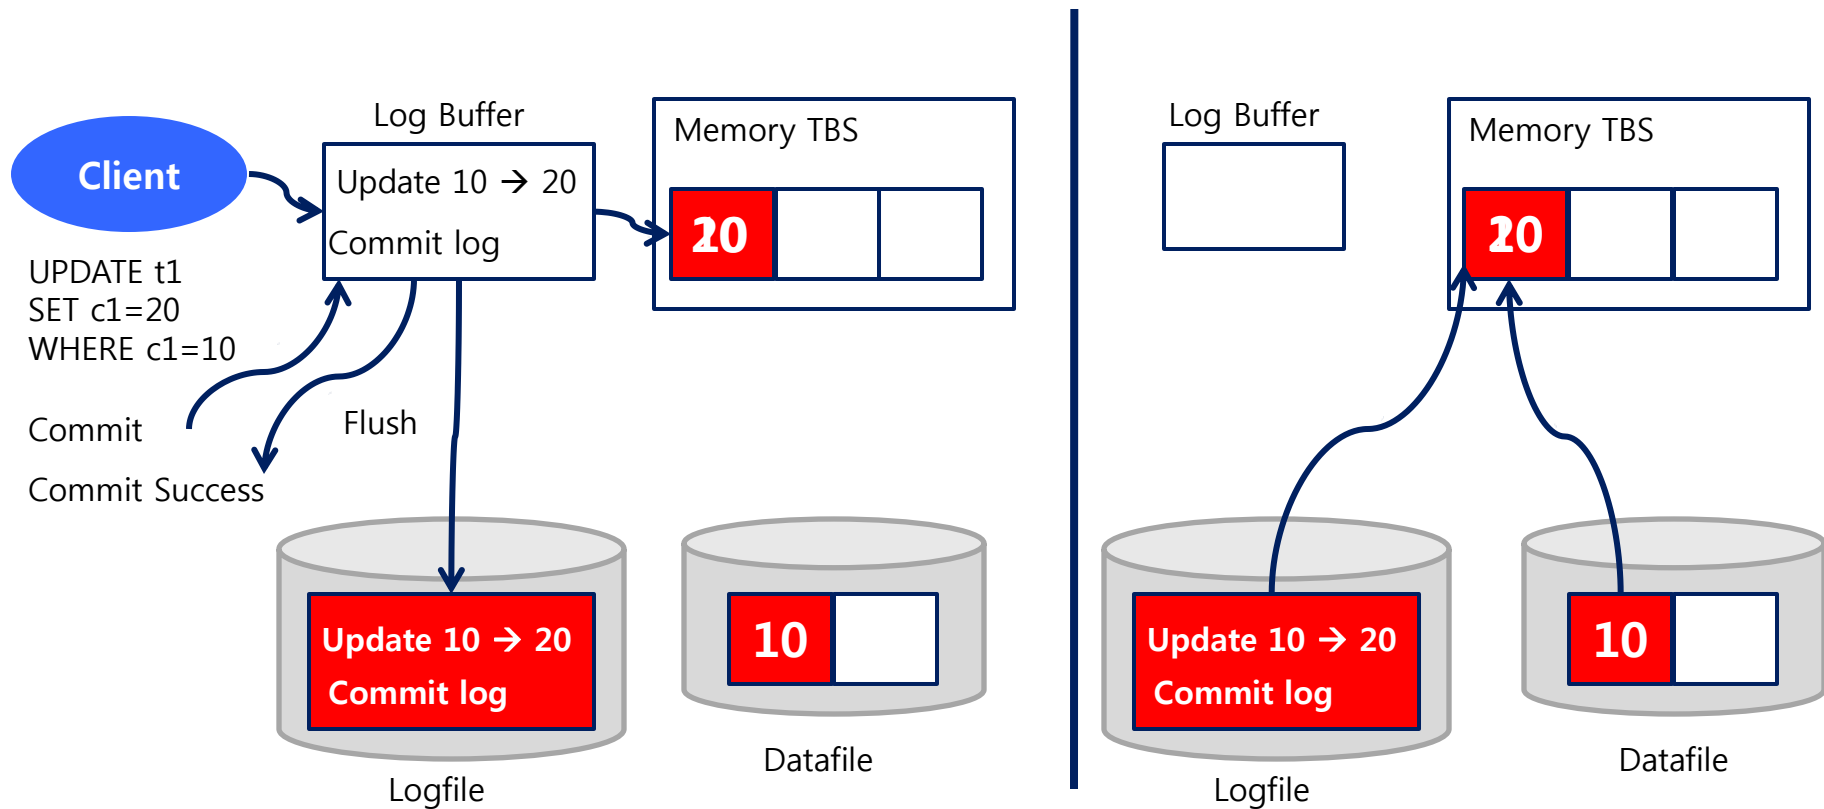 Log Buffer
Client
Update 10 → 20
Commit log
Memory TBS
UPDATE t1
SET c1=20
WHERE c1=10
Commit
Flush
Commit Success
Update 10 → 20
Commit log
10
Logfile
Datafile
Log Buffer
Memory TBS
Update 10 → 20
Commit log
10
Logfile
Datafile